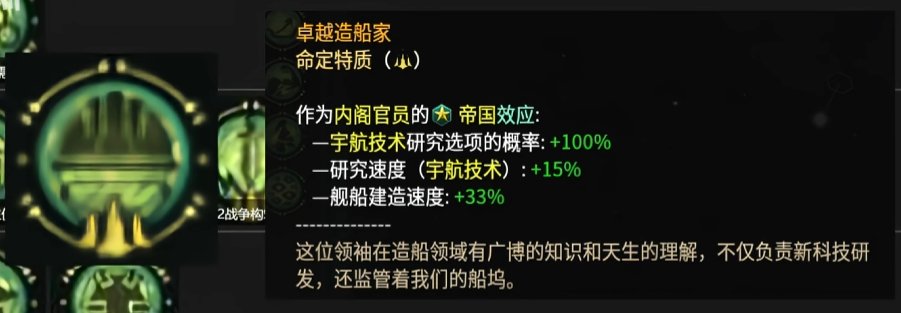 卓越造船家
命定特质（）
作为内阁官员的 帝国效应:
—宇航技术研究选项的概率: +100%
—研究速度（宇航技术）: +15%
—舰船建造速度: +33%
--------------
这位领袖在造船领域有广博的知识和天生的理解，不仅负责新科技研
发，还监管着我们的船坞。
2战争构